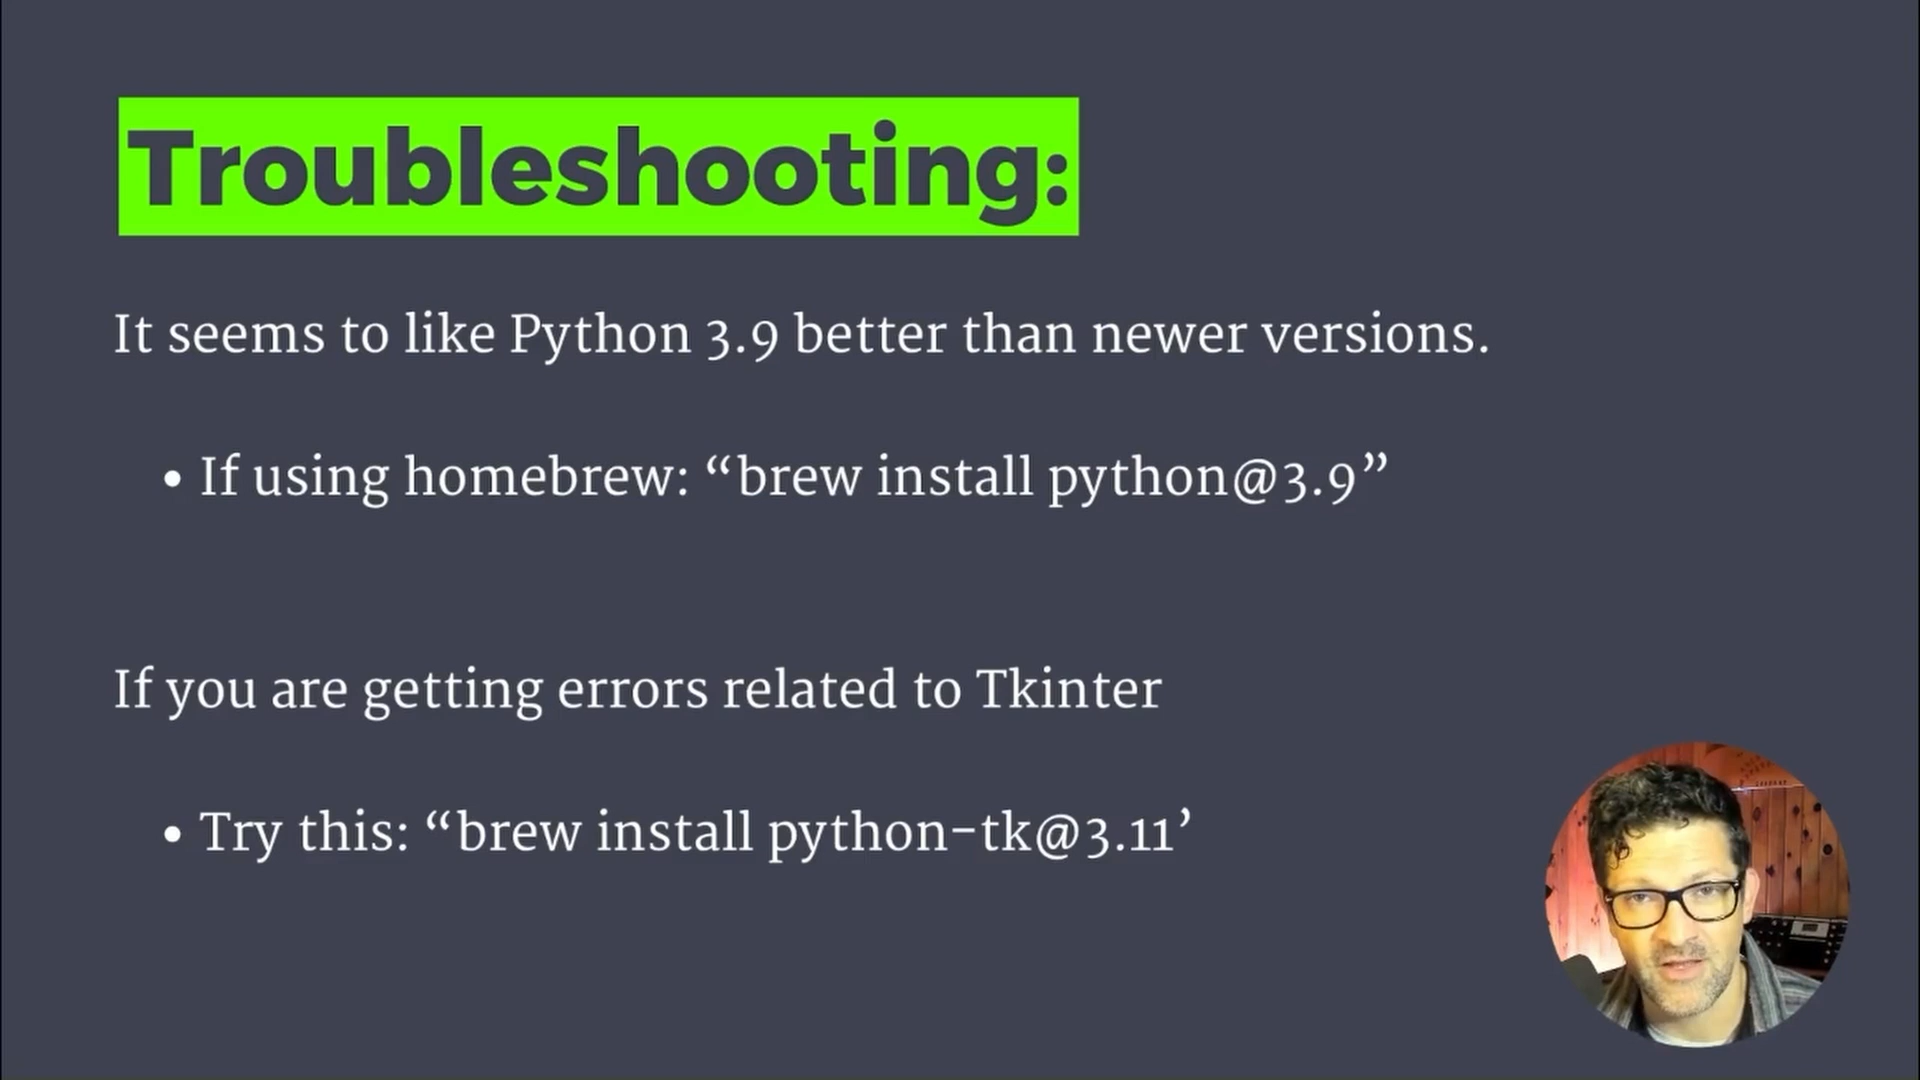 Troubleshooting:
It seems to like Python 3.9 better than newer versions.
• If using homebrew: “brew install python@3.9”
If you are getting errors related to Tkinter
• Try this: “brew install python-tk@3.11’